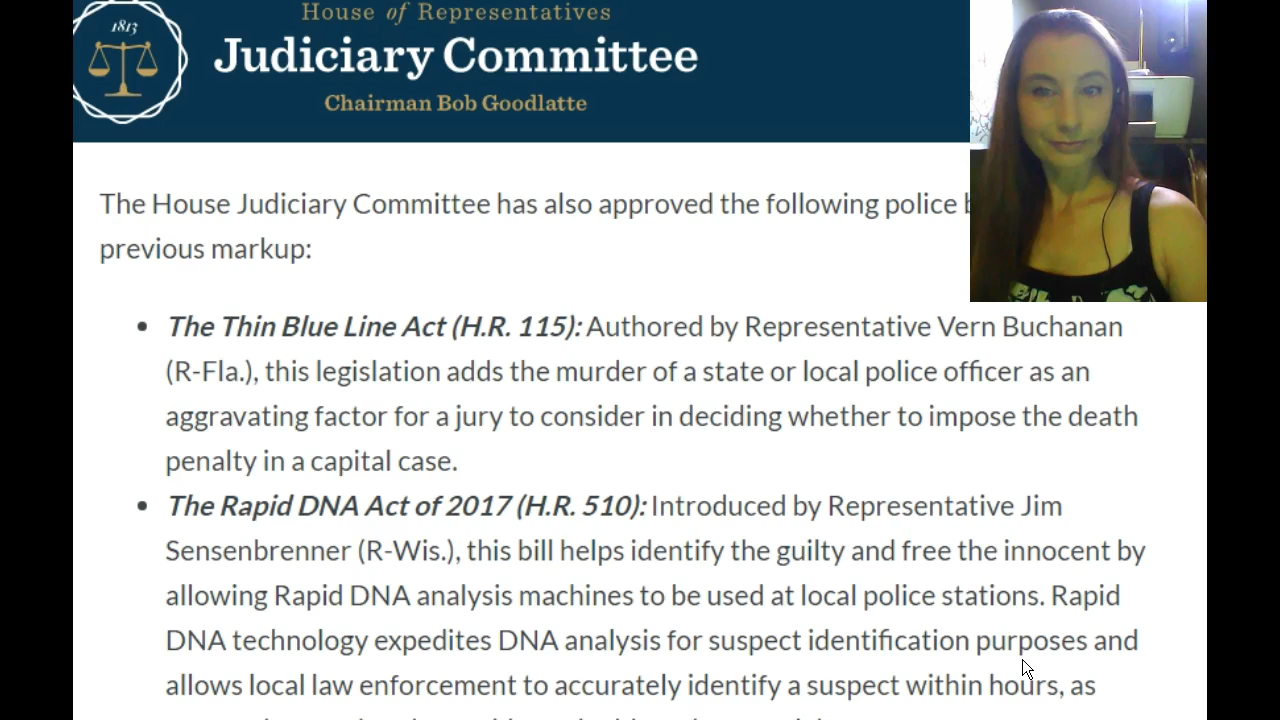 1813
House of Representatives
Judiciary Committee
Chairman Bob Goodlatte
The House Judiciary Committee has also approved the following police
previous markup:
• The Thin Blue Line Act (H.R. 115): Authored by Representative Vern Buchanan
(R-Fla.), this legislation adds the murder of a state or local police officer as an
aggravating factor for a jury to consider in deciding whether to impose the death
penalty in a capital case.
• The Rapid DNA Act of 2017 (H.R. 510): Introduced by Representative Jim
Sensenbrenner (R-Wis.), this bill helps identify the guilty and free the innocent by
allowing Rapid DNA analysis machines to be used at local police stations. Rapid
DNA technology expedites DNA analysis for suspect identification purposes and
allows local law enforcement to accurately identify a suspect within hours, as